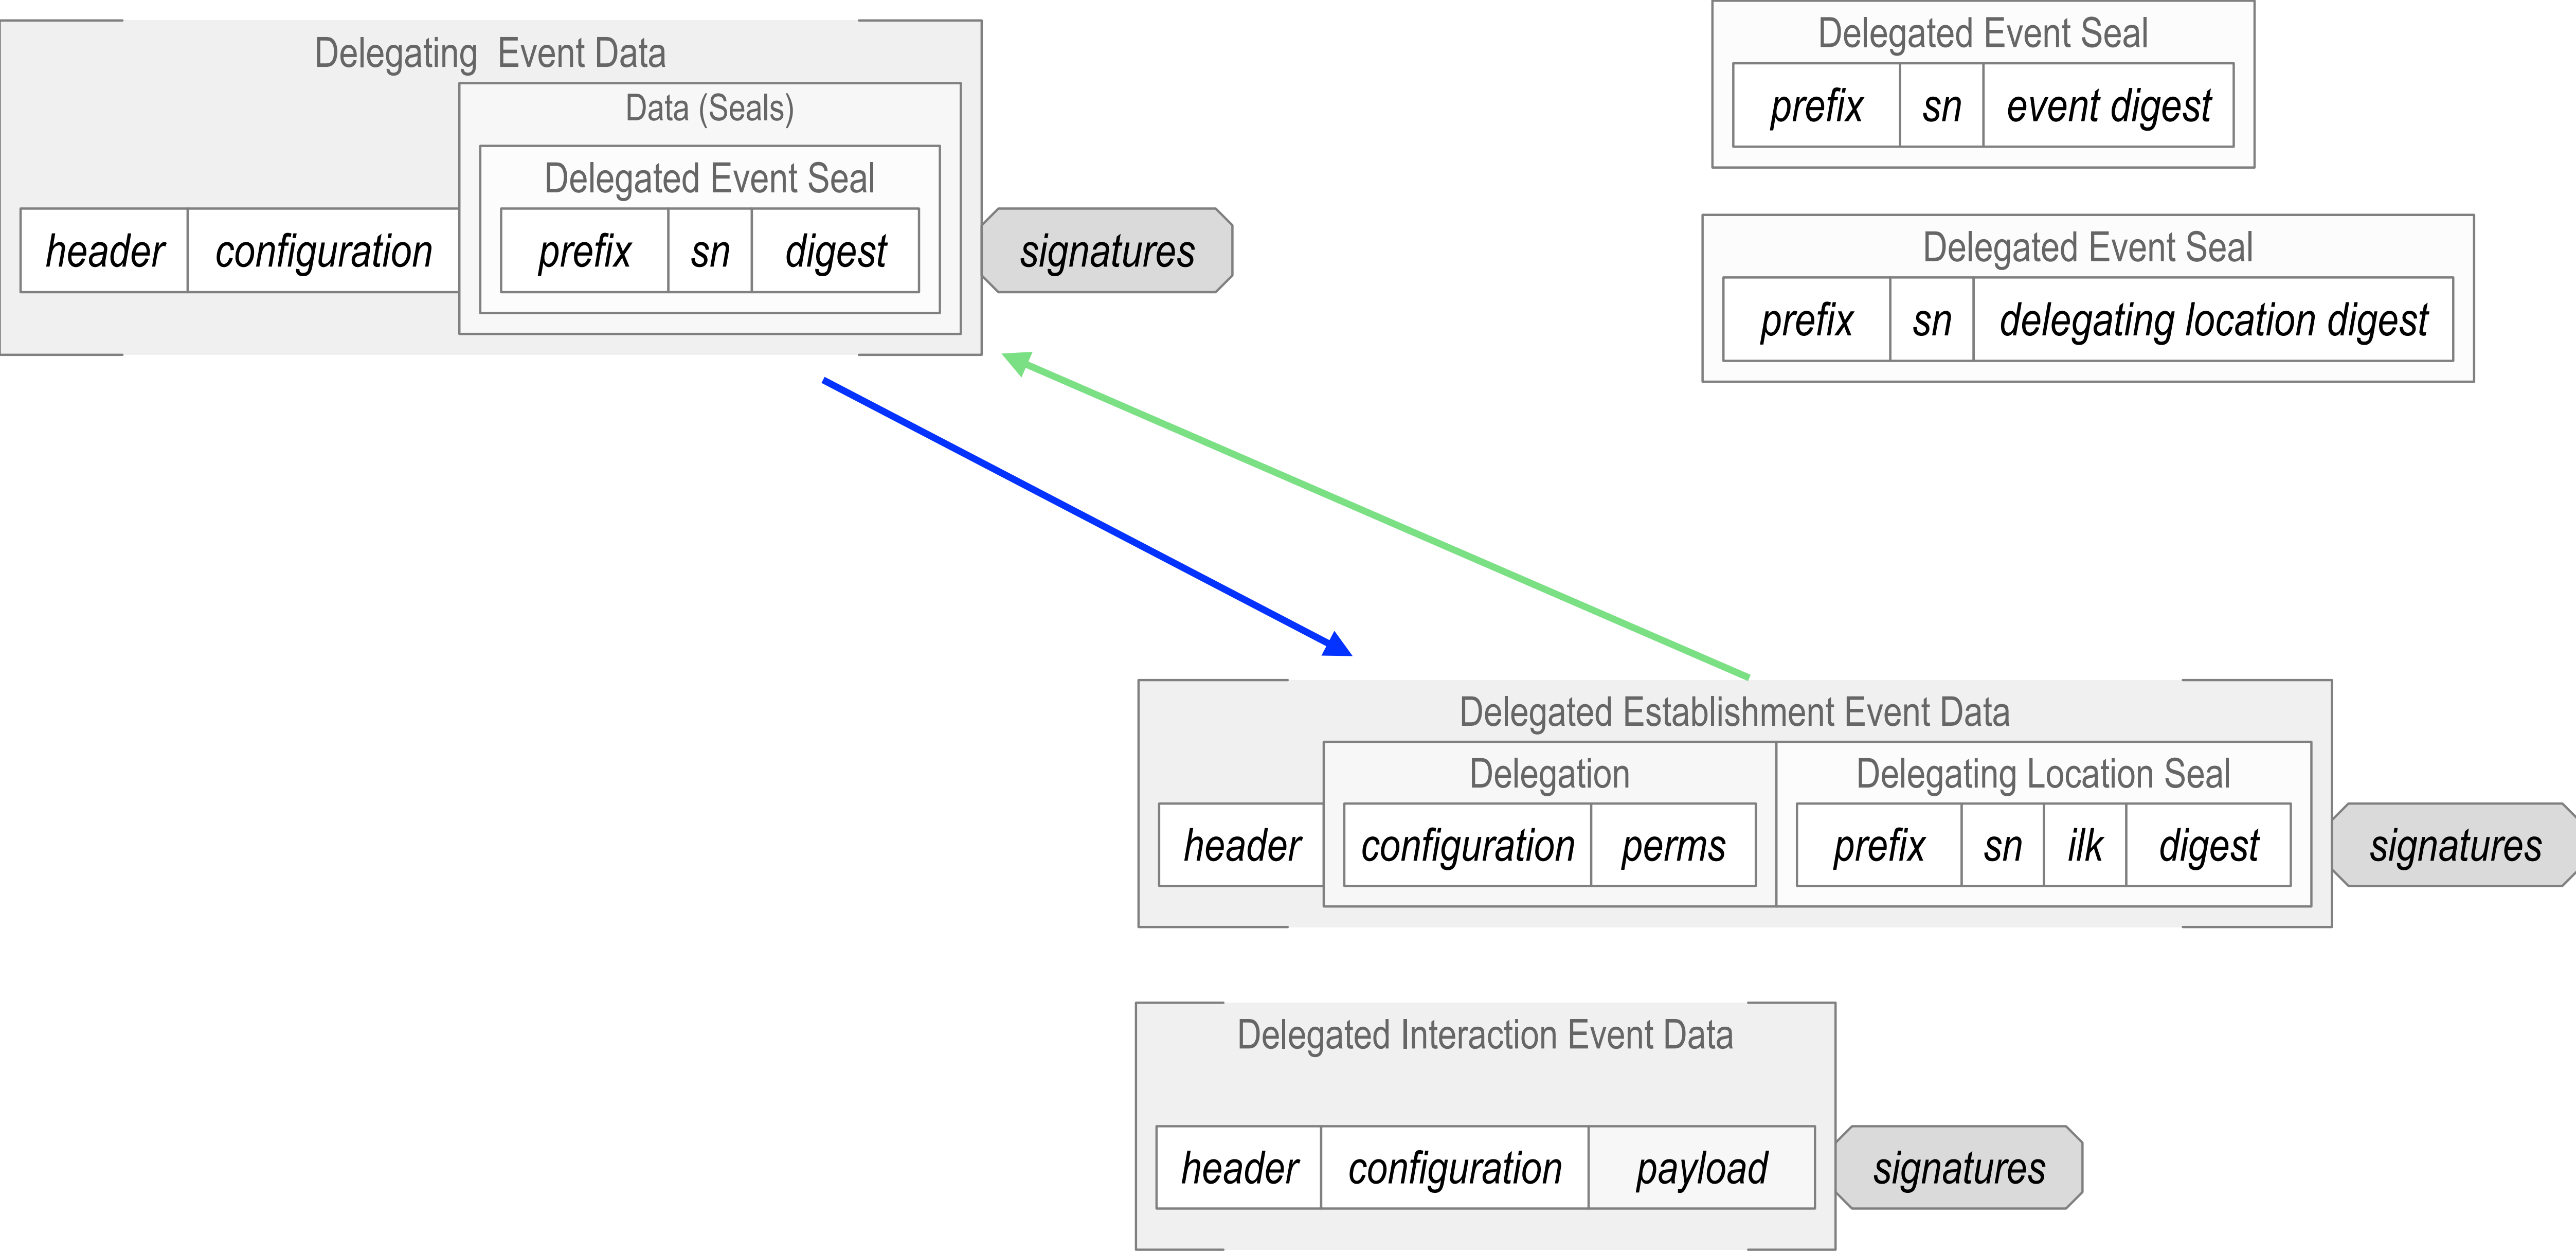 Delegating Event Data
Data (Seals)
Delegated Event Seal
header configuration prefix sn digest signatures
Delegated Event Seal
prefix sn event digest
Delegated Event Seal
prefix sn delegating location digest
Delegated Establishment Event Data
Delegation Delegating Location Seal
header configuration perms prefix sn ilk digest signatures
Delegated Interaction Event Data
header configuration payload signatures